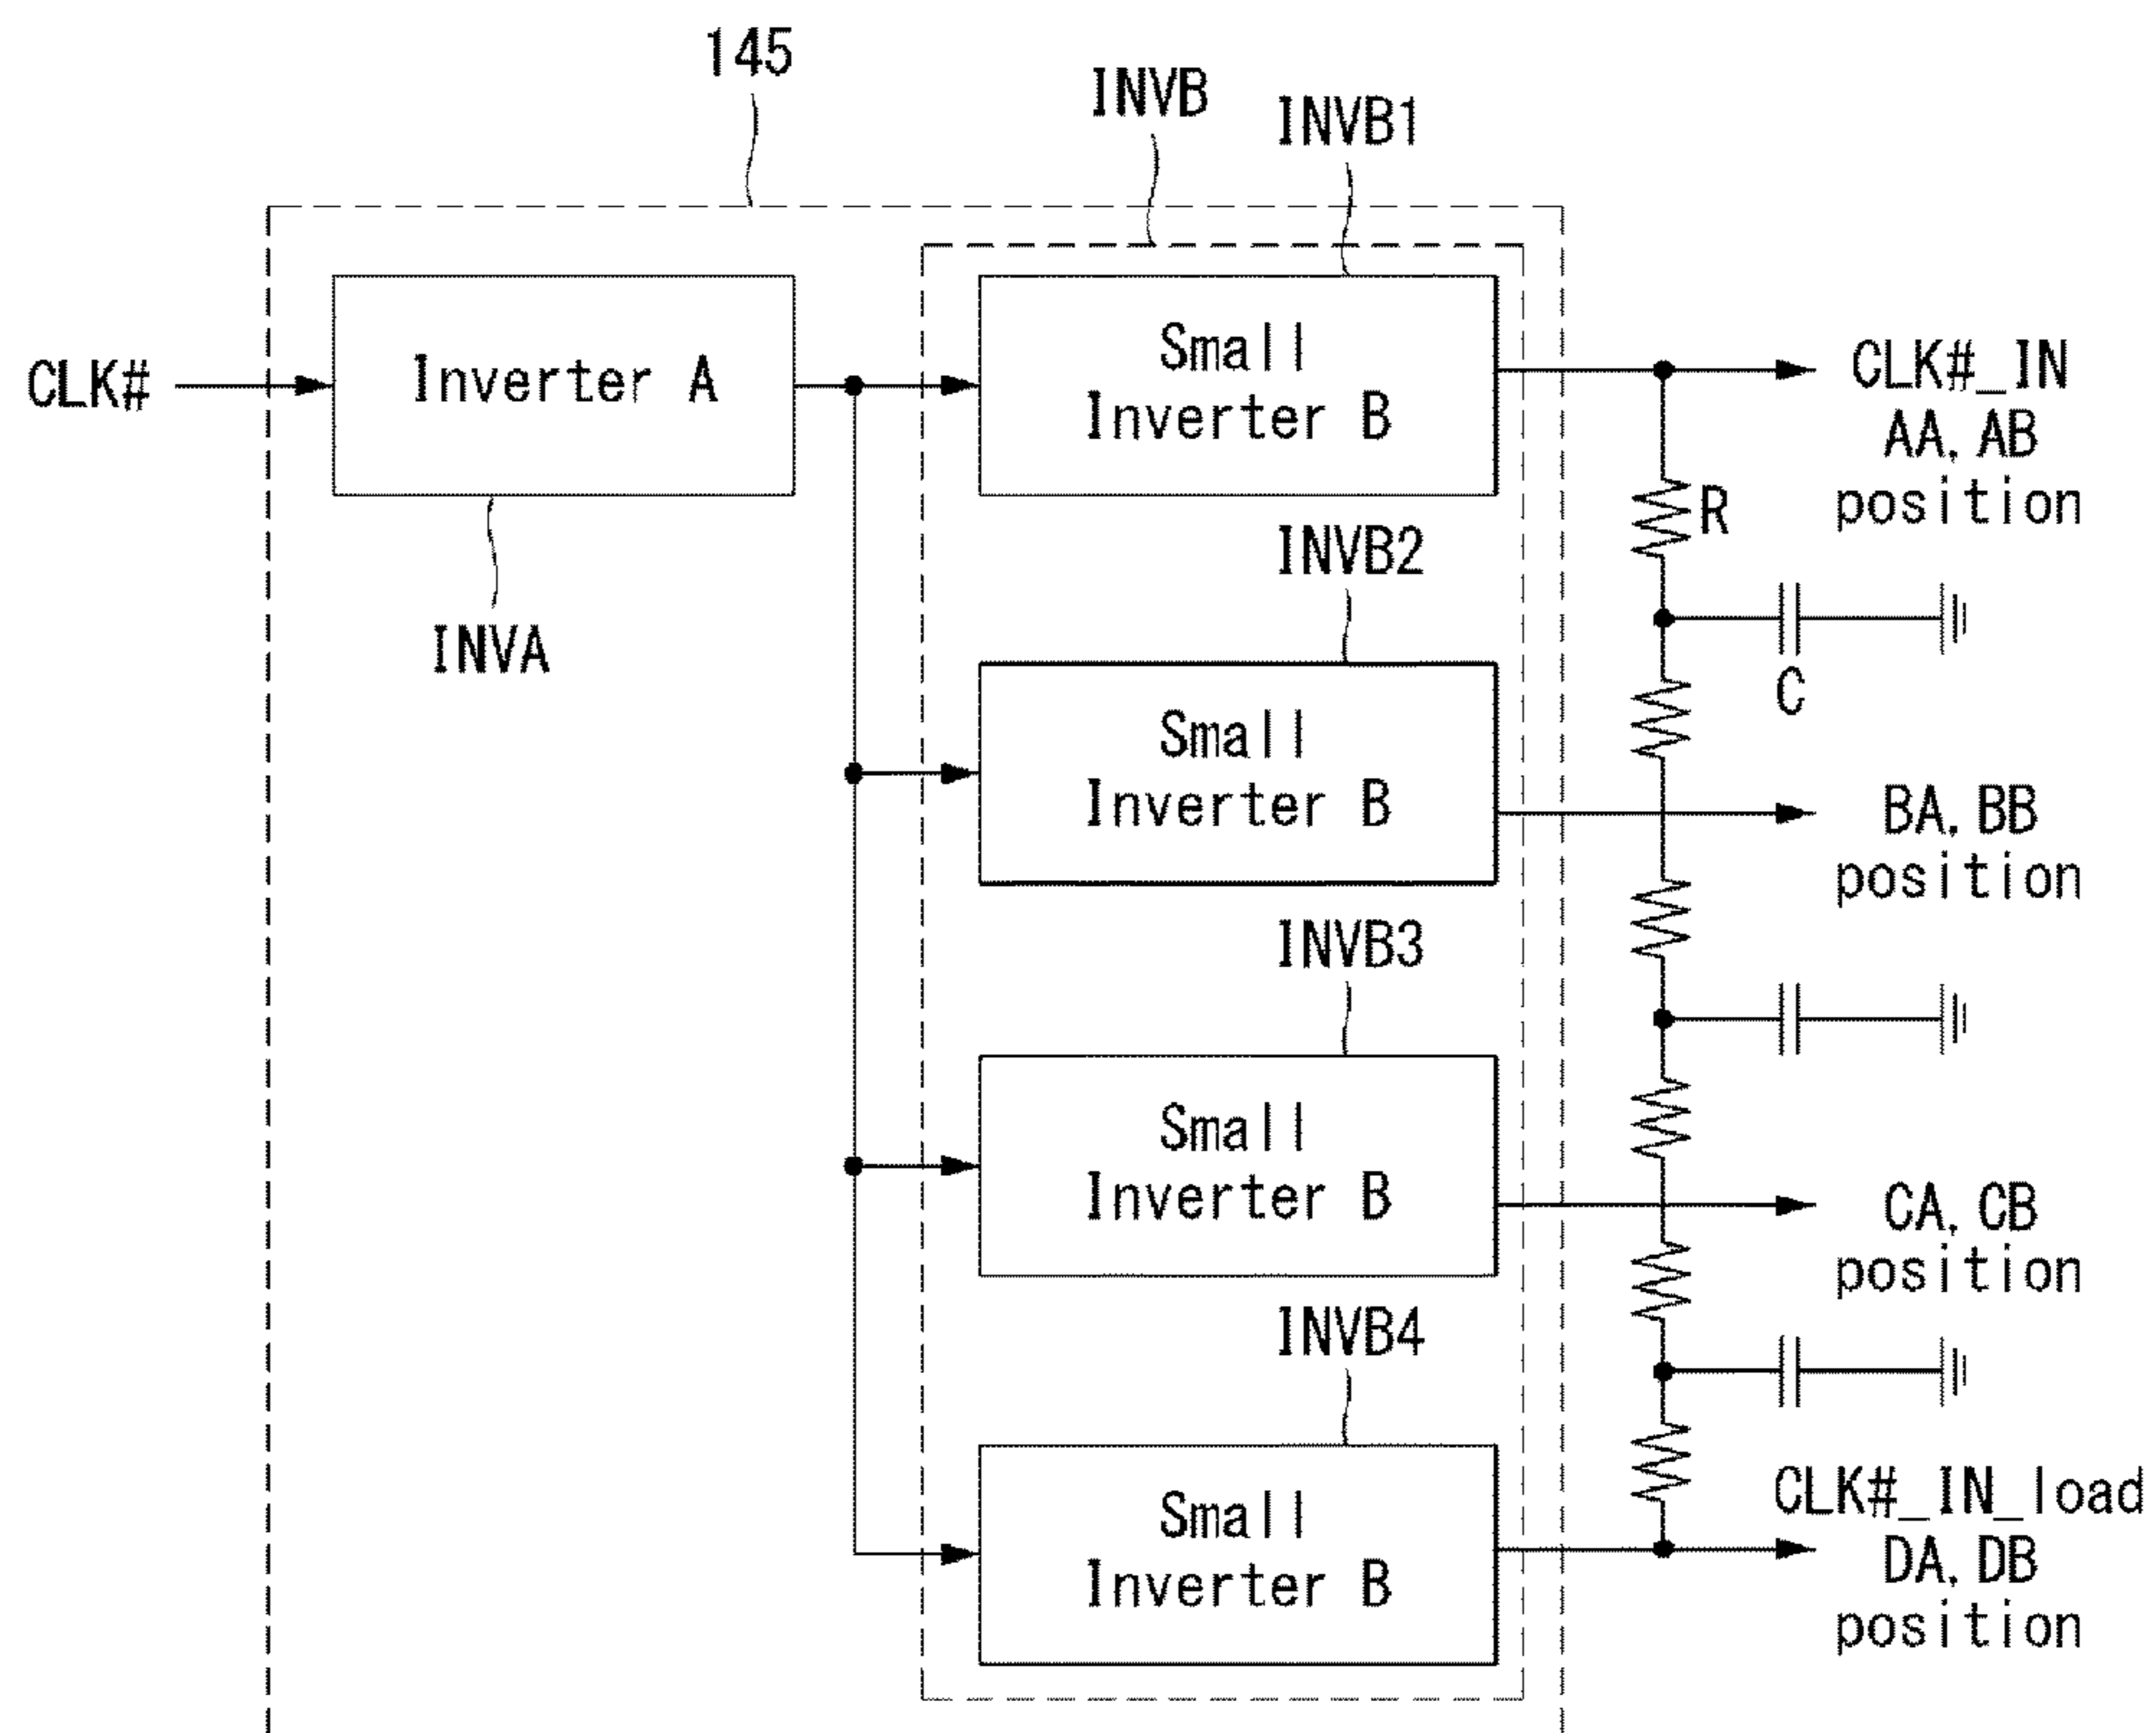 145
INVB
INVB1
CLK#
Inverter A
Small
Inverter B
CLK#_IN
AA, AB
position
R
INVA
INVB2
C
Small
Inverter B
BA, BB
position
INVB3
Small
Inverter B
CA, CB
position
INVB4
Small
Inverter B
CLK#_IN_load
DA, DB
position